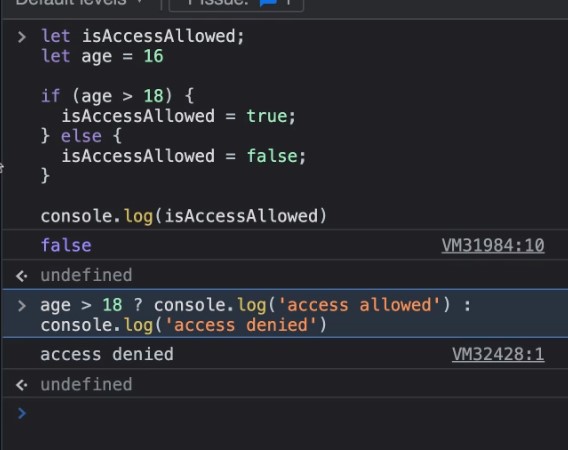 Default levels
1 Issue: 1
let isAccessAllowed;
let age = 16
if (age > 18) {
isAccessAllowed = true;
} else {
isAccessAllowed = false;
}
console.log(isAccessAllowed)
false VM31984:10
undefined
age > 18 ? console.log('access allowed') :
console.log('access denied')
access denied VM32428:1
undefined